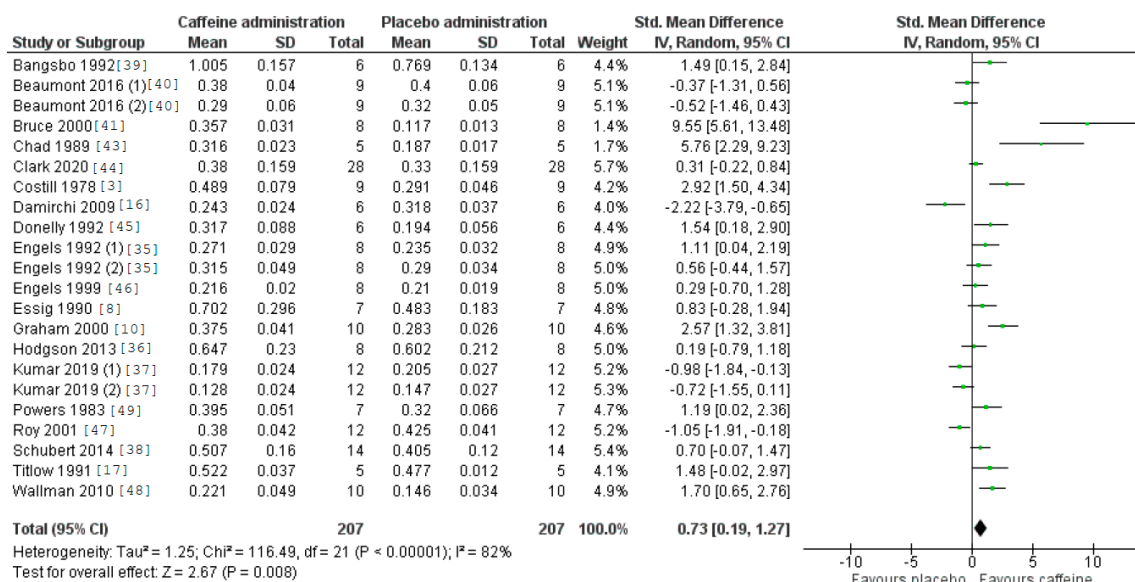 Caffeine administration Placebo administration Std. Mean Difference Std. Mean Difference
Study or Subgroup Mean SD Total Mean SD Total Weight IV, Random, 95% CI IV, Random, 95% CI
Bangsbo 1992[39] 1.005 0.157 6 0.769 0.134 6 4.4% 1.49 [0.15, 2.84]
Beaumont 2016 (1)[40] 0.38 0.04 9 0.4 0.06 9 5.1% -0.37 [-1.31, 0.56]
Beaumont 2016 (2)[40] 0.29 0.06 9 0.32 0.05 9 5.1% -0.52 [-1.46, 0.43]
Bruce 2000[41] 0.357 0.031 8 0.117 0.013 8 1.4% 9.55 [5.61, 13.48]
Chad 1989[43] 0.316 0.023 5 0.187 0.017 5 1.7% 5.76 [2.29, 9.23]
Clark 2020 [44] 0.38 0.159 28 0.33 0.159 28 5.7% 0.31 [-0.22, 0.84]
Costill 1978 [3] 0.489 0.079 9 0.291 0.046 9 4.2% 2.92 [1.50, 4.34]
Damirchi 2009[16] 0.243 0.024 6 0.318 0.037 6 4.0% -2.22 [-3.79, -0.65]
Donelly 1992[45] 0.317 0.088 6 0.194 0.056 6 4.3% 1.54 [0.18, 2.90]
Engels 1992 (1)[35] 0.271 0.029 8 0.235 0.032 8 4.8% 1.11 [0.04, 2.19]
Engels 1992 (2)[35] 0.315 0.049 8 0.29 0.034 8 5.0% 0.56 [-0.44, 1.57]
Engels 1999 [46] 0.216 0.02 8 0.21 0.019 8 5.0% 0.29 [-0.70, 1.28]
Essig 1990 [8] 0.702 0.296 7 0.483 0.183 7 4.8% 0.83 [-0.28, 1.94]
Graham 2000 [10] 0.375 0.041 10 0.283 0.026 10 4.6% 2.57 [1.32, 3.81]
Hodgson 2013 [36] 0.647 0.23 8 0.602 0.212 8 5.0% 0.19 [-0.79, 1.18]
Kumar 2019 (1) [37] 0.179 0.024 12 0.205 0.027 12 5.2% -0.98 [-1.84, -0.13]
Kumar 2019 (2) [37] 0.128 0.024 12 0.147 0.027 12 5.2% -0.72 [-1.55, 0.11]
Powers 1983 [49] 0.395 0.051 7 0.32 0.066 7 4.7% 1.19 [0.02, 2.36]
Roy 2001 [47] 0.38 0.042 12 0.425 0.041 12 5.2% -1.05 [-1.91, -0.18]
Schubert 2014 [38] 0.507 0.16 14 0.405 0.12 14 5.3% 0.70 [-0.07, 1.47]
Titlow 1991 [17] 0.522 0.037 5 0.477 0.012 5 4.2% 1.48 [-0.02, 2.97]
Wallman 2010 [48] 0.221 0.049 10 0.146 0.034 10 4.9% 1.70 [0.65, 2.76]
Total (95% CI) 207 207 100.0% 0.73 [0.19, 1.27]
Heterogeneity: Tau² = 1.25; Chi² = 116.49, df = 21 (P < 0.00001); I² = 82%
Test for overall effect: Z = 2.67 (P = 0.008)
-10 -5 0 5 10
Favours placebo Favours caffeine